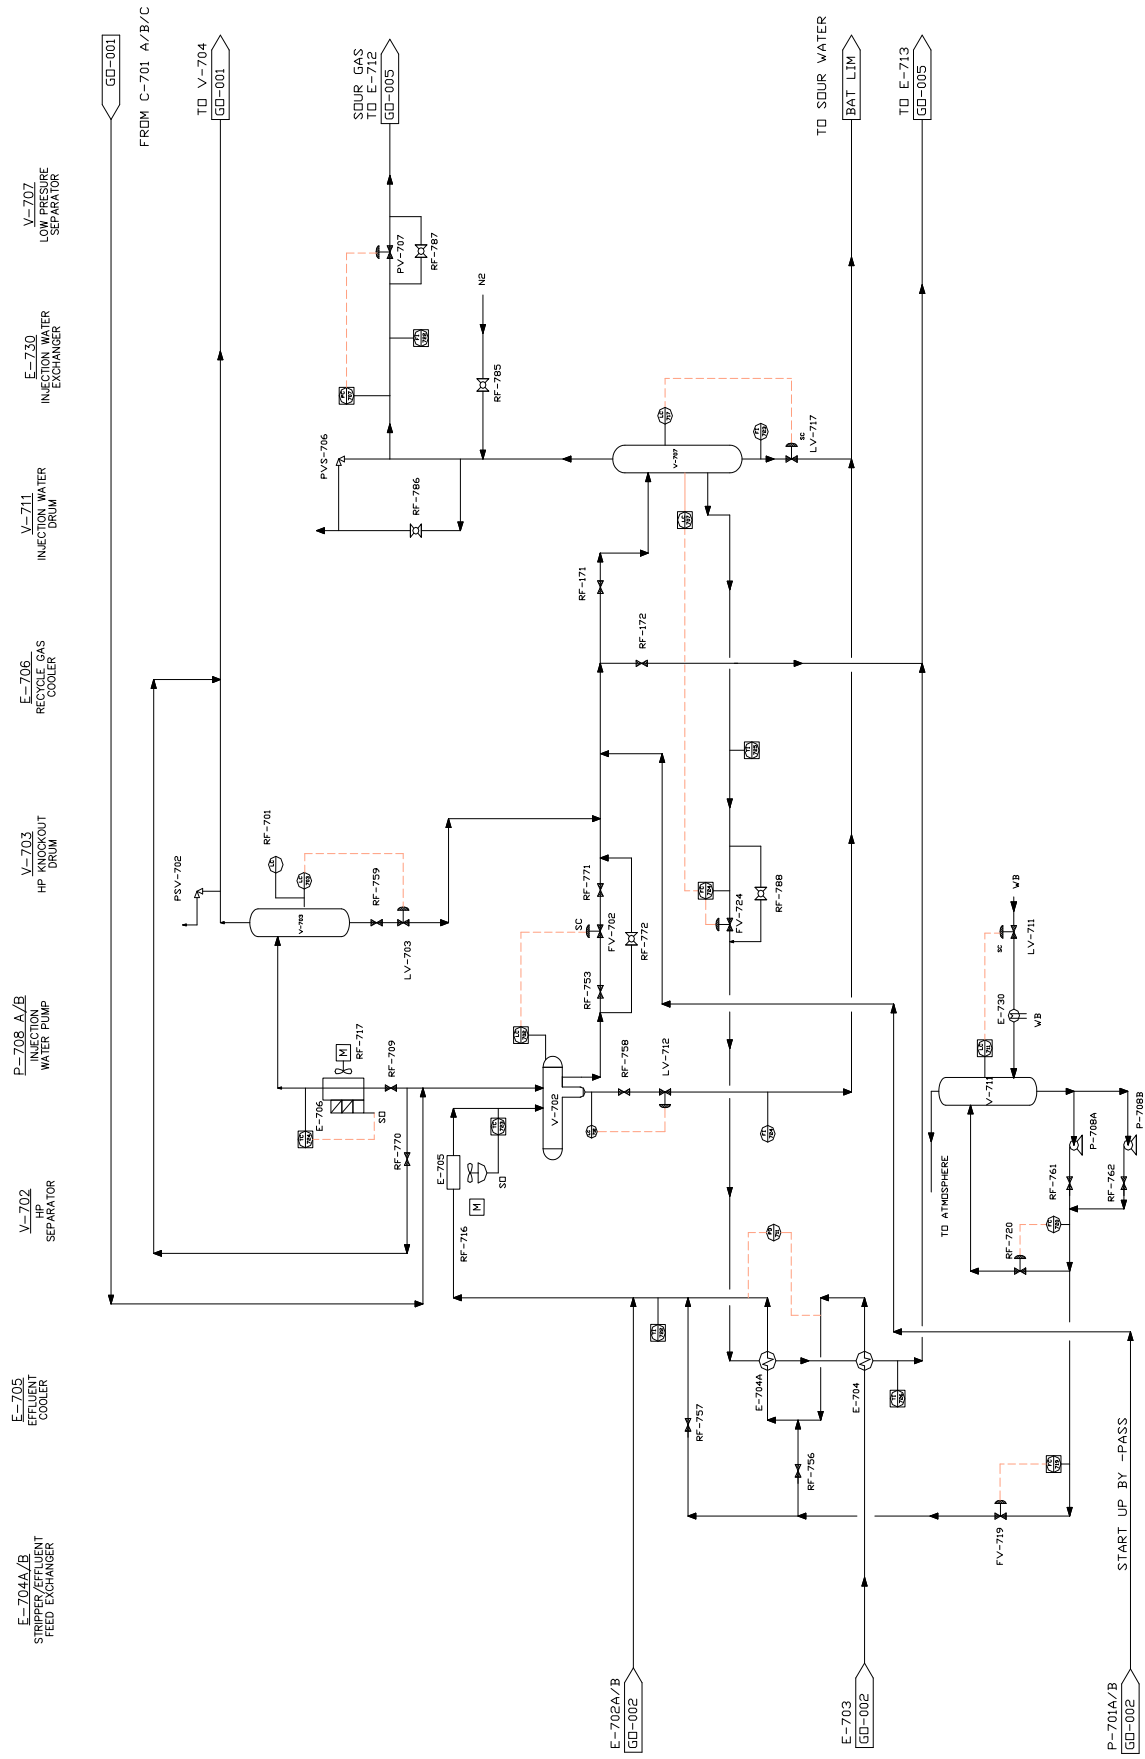 E-704A/B
STRIPPER/EFFLUENT
FEED EXCHANGER
E-705
EFFLUENT
COOLER
V-702
HP
SEPARATOR
P-708 A/B
INJECTION
WATER PUMP
V-703
HP KNOCKOUT
DRUM
E-706
RECYCLE GAS
COOLER
V-711
INJECTION WATER
DRUM
E-730
INJECTION WATER
EXCHANGER
V-707
LOW PRESURE
SEPARATOR
GO-001
FROM C-701 A/B/C
TO V-704
GO-001
SOUR GAS
TO E-712
GO-005
TO SOUR WATER
BAT LIM
TO E-713
GO-005
PSV-702
RF-701
V-703
RF-759
LV-703
M
RF-717
E-706
RF-709
SO
RF-770
E-705
M
SO
RF-716
V-702
RF-758
LV-712
SC
FV-702
RF-753
RF-771
RF-772
RF-171
RF-172
PVS-706
RF-786
RF-785
N2
PV-707
RF-787
V-707
SC
LV-717
FV-724
RF-788
WB
SC
LV-711
E-730
WB
V-711
TO ATMOSPHERE
P-708A
P-708B
RF-761
RF-762
RF-720
E-704A
E-704
RF-757
RF-756
FV-719
START UP BY -PASS
E-702A/B
GO-002
E-703
GO-002
P-701A/B
GO-002